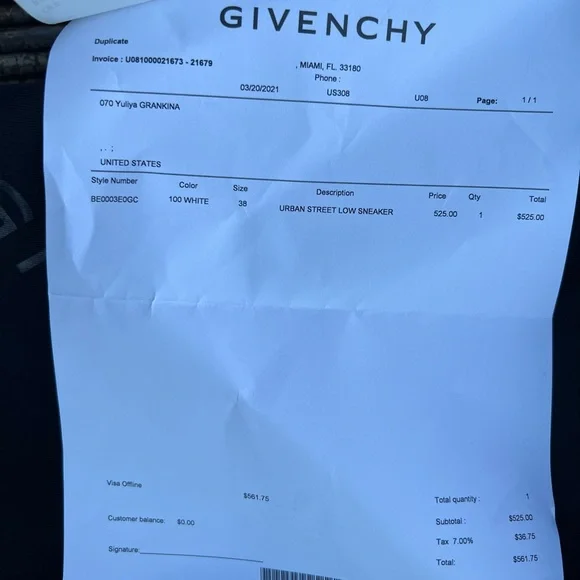 GIVENCHY
Duplicate
Invoice : U081000021673 - 21679
, MIAMI, FL. 33180
Phone :
03/20/2021 US308 U08 Page: 1 / 1
070 Yuliya GRANKINA
, . ;
UNITED STATES
Style Number Color Size Description Price Qty Total
BE0003E0GC 100 WHITE 38 URBAN STREET LOW SNEAKER 525.00 1 $525.00
Visa Offline $561.75
Total quantity : 1
Customer balance: $0.00
Subtotal : $525.00
Tax 7.00% $36.75
Signature:
Total: $561.75